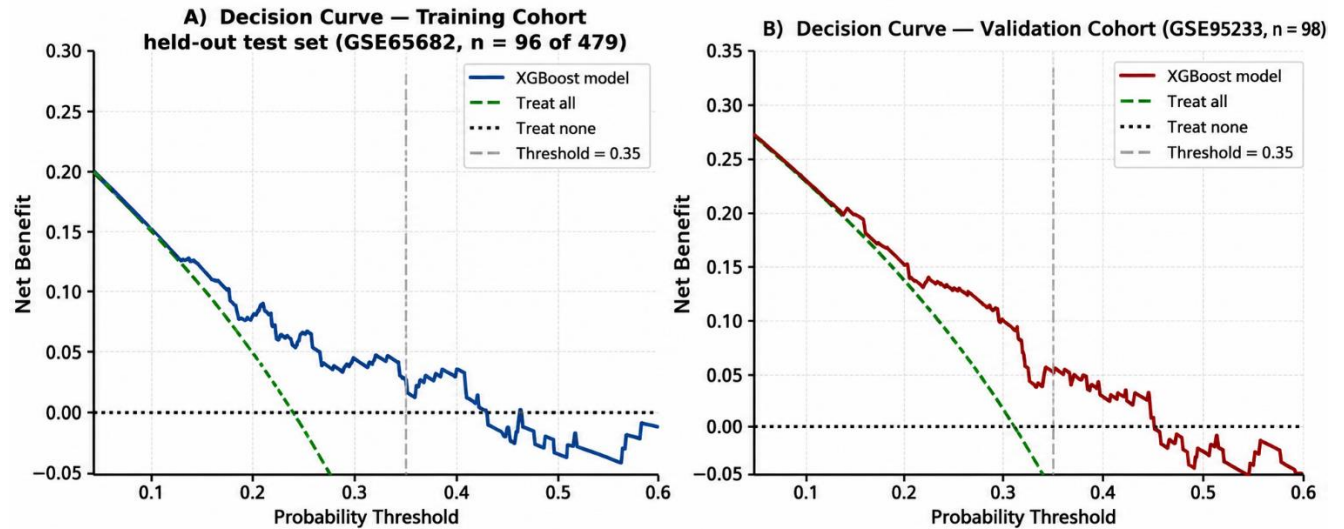 A) Decision Curve — Training Cohort
held-out test set (GSE65682, n = 96 of 479)
0.30
0.25
0.20
0.15
0.10
0.05
0.00
−0.05
Net Benefit
XGBoost model
Treat all
Treat none
Threshold = 0.35
0.1 0.2 0.3 0.4 0.5 0.6
Probability Threshold
B) Decision Curve — Validation Cohort (GSE95233, n = 98)
0.35
0.30
0.25
0.20
0.15
0.10
0.05
0.00
−0.05
Net Benefit
XGBoost model
Treat all
Treat none
Threshold = 0.35
0.1 0.2 0.3 0.4 0.5 0.6
Probability Threshold